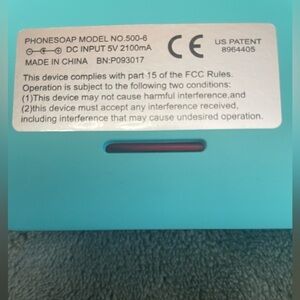 PHONESOAP MODEL NO.500-6
DC INPUT 5V 2100mA
MADE IN CHINA BN:P093017
CE
US PATENT
8964405
This device complies with part 15 of the FCC Rules.
Operation is subject to the following two conditions:
(1)This device may not cause harmful interference,and
(2)this device must accept any interference received,
including interference that may cause undesired operation.